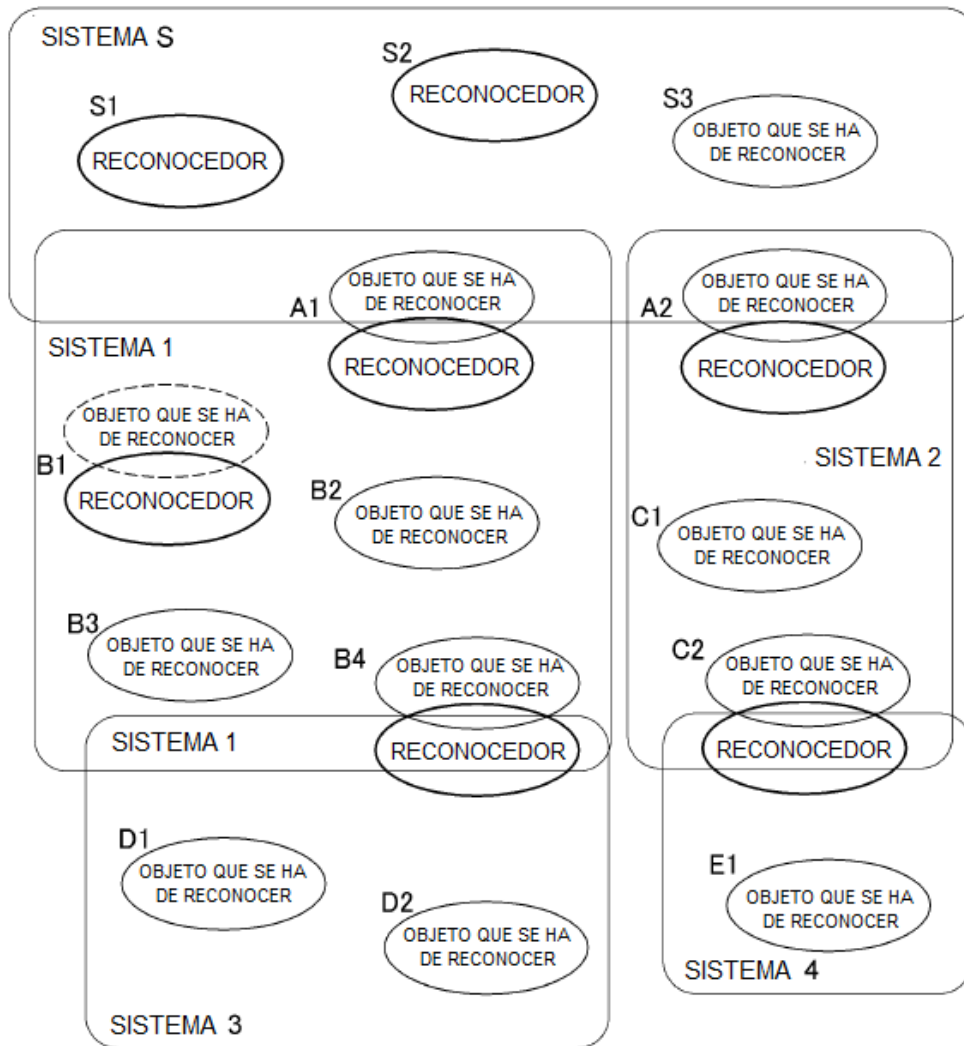 SISTEMA S
S2
RECONOCEDOR
S3
OBJETO QUE SE HA
DE RECONOCER
S1
RECONOCEDOR
OBJETO QUE SE HA
DE RECONOCER
A1
RECONOCEDOR
OBJETO QUE SE HA
DE RECONOCER
A2
RECONOCEDOR
SISTEMA 1
OBJETO QUE SE HA
DE RECONOCER
B1
RECONOCEDOR
SISTEMA 2
B2
OBJETO QUE SE HA
DE RECONOCER
C1
OBJETO QUE SE HA
DE RECONOCER
B3
OBJETO QUE SE HA
DE RECONOCER
B4
OBJETO QUE SE HA
DE RECONOCER
RECONOCEDOR
C2
OBJETO QUE SE HA
DE RECONOCER
RECONOCEDOR
SISTEMA 1
D1
OBJETO QUE SE HA
DE RECONOCER
D2
OBJETO QUE SE HA
DE RECONOCER
E1
OBJETO QUE SE HA
DE RECONOCER
SISTEMA 4
SISTEMA 3